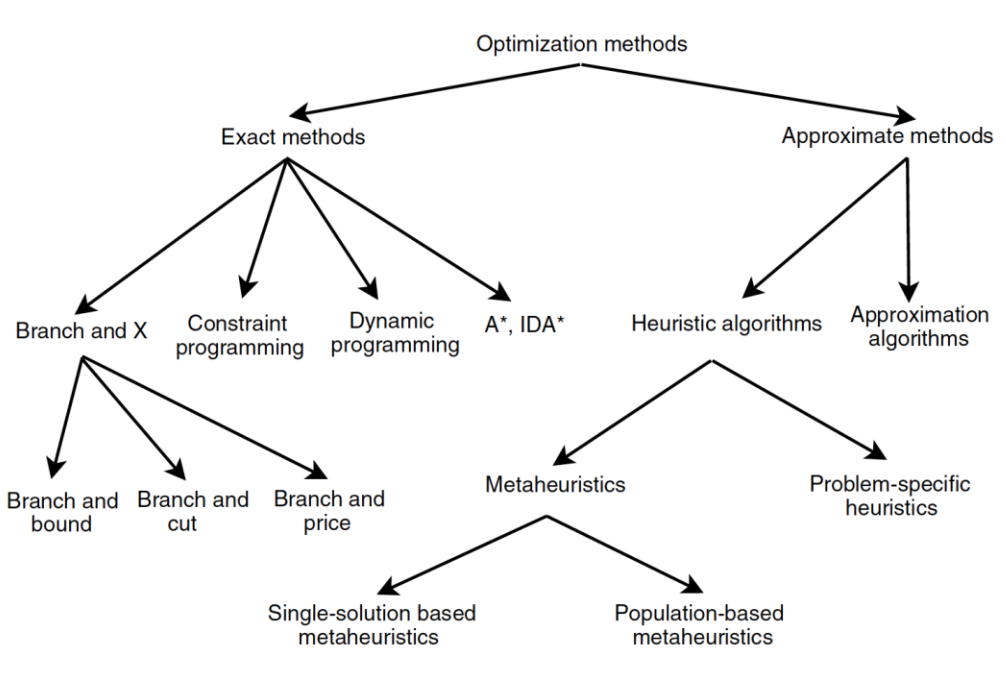 Optimization methods
Exact methods
Approximate methods
Branch and X
Constraint
programming
Dynamic
programming
A*, IDA*
Heuristic algorithms
Approximation
algorithms
Branch and
bound
Branch and
cut
Branch and
price
Metaheuristics
Problem-specific
heuristics
Single-solution based
metaheuristics
Population-based
metaheuristics